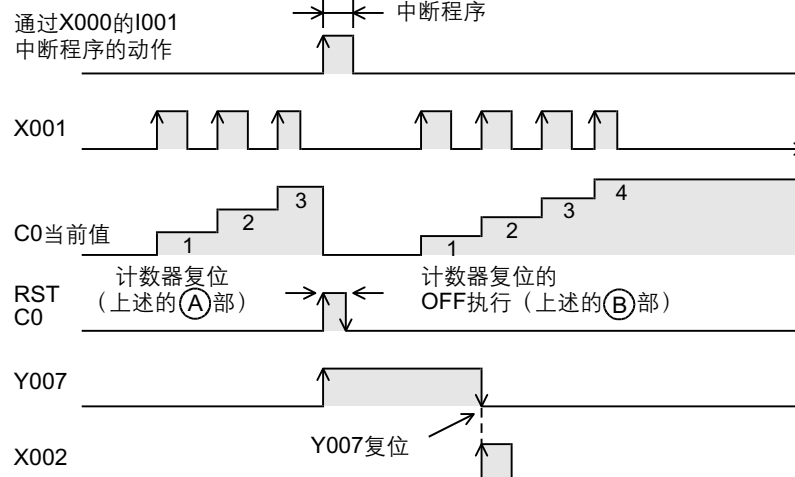 中断程序
通过X000的I001
中断程序的动作
X001
C0当前值
1
2
3
1
2
3
4
计数器复位
（上述的Ⓐ部）
计数器复位的
OFF执行（上述的Ⓑ部）
RST
C0
Y007
Y007复位
X002